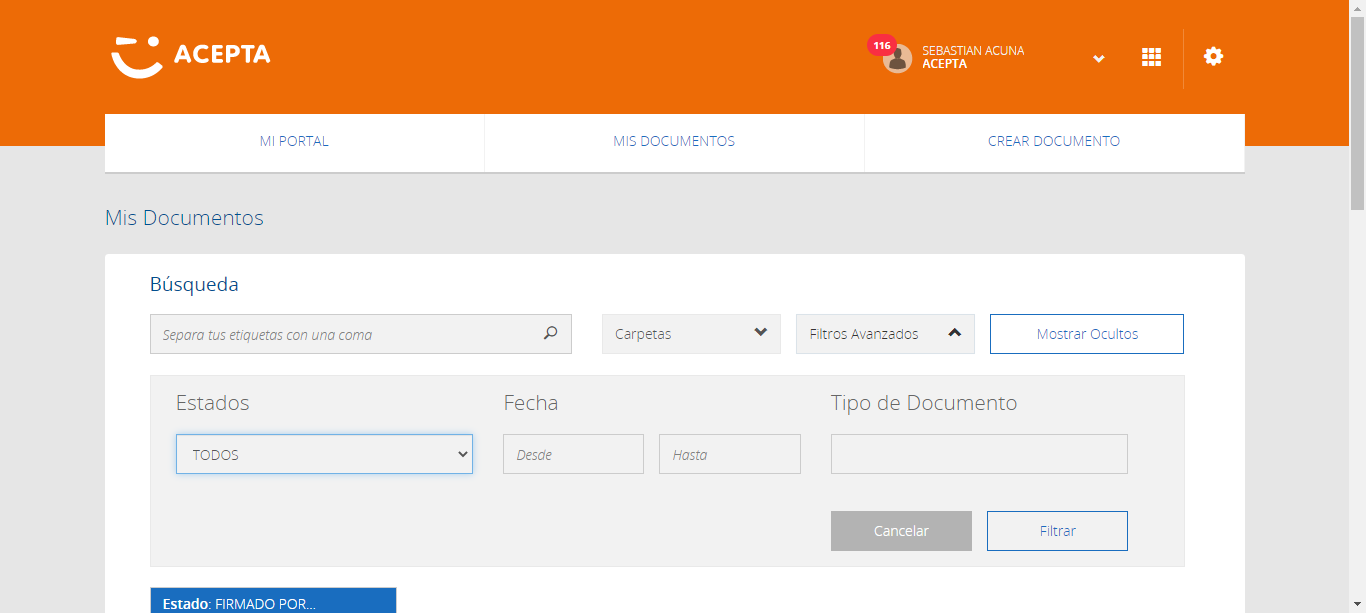 ACEPTA
116
SEBASTIAN ACUNA
ACEPTA
MI PORTAL
MIS DOCUMENTOS
CREAR DOCUMENTO
Mis Documentos
Búsqueda
Separa tus etiquetas con una coma
Carpetas
Filtros Avanzados
Mostrar Ocultos
Estados
Fecha
Tipo de Documento
TODOS
Desde
Hasta
Cancelar
Filtrar
Estado: FIRMADO POR...